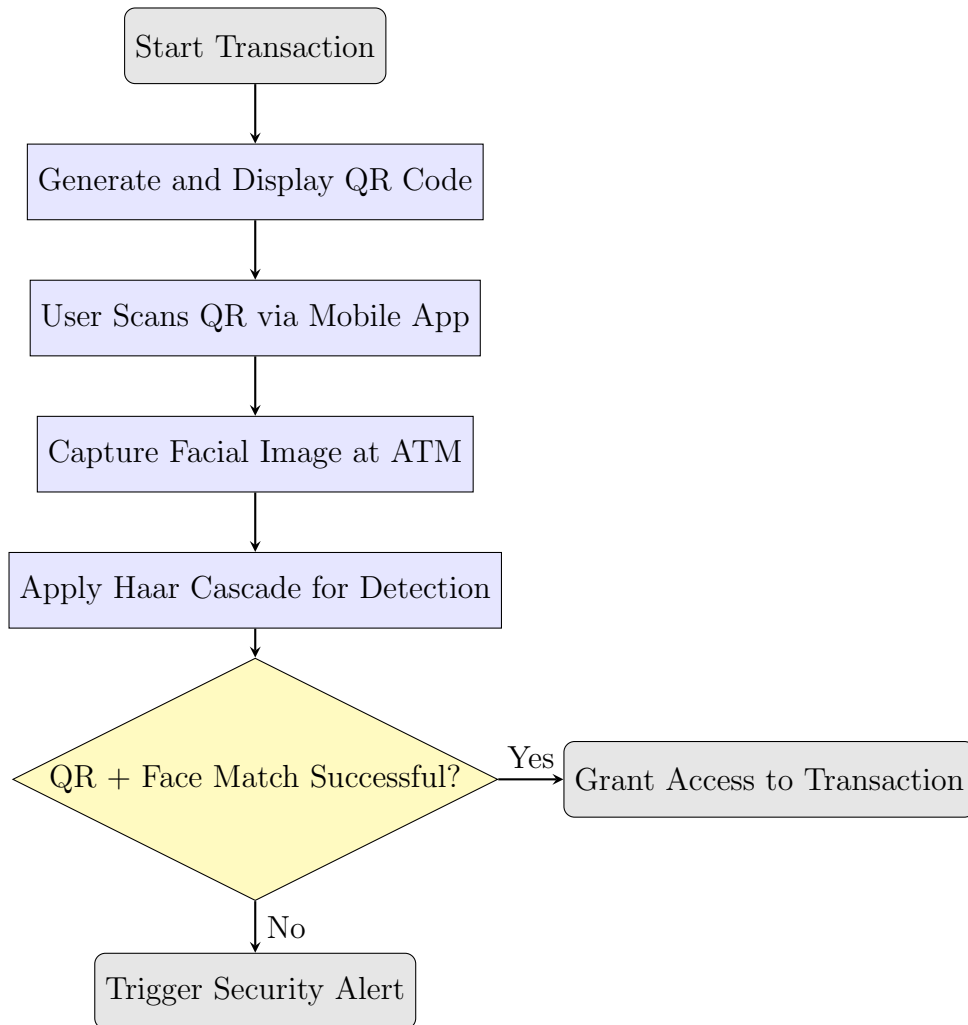 Start Transaction
Generate and Display QR Code
User Scans QR via Mobile App
Capture Facial Image at ATM
Apply Haar Cascade for Detection
QR + Face Match Successful?
Yes
Grant Access to Transaction
No
Trigger Security Alert